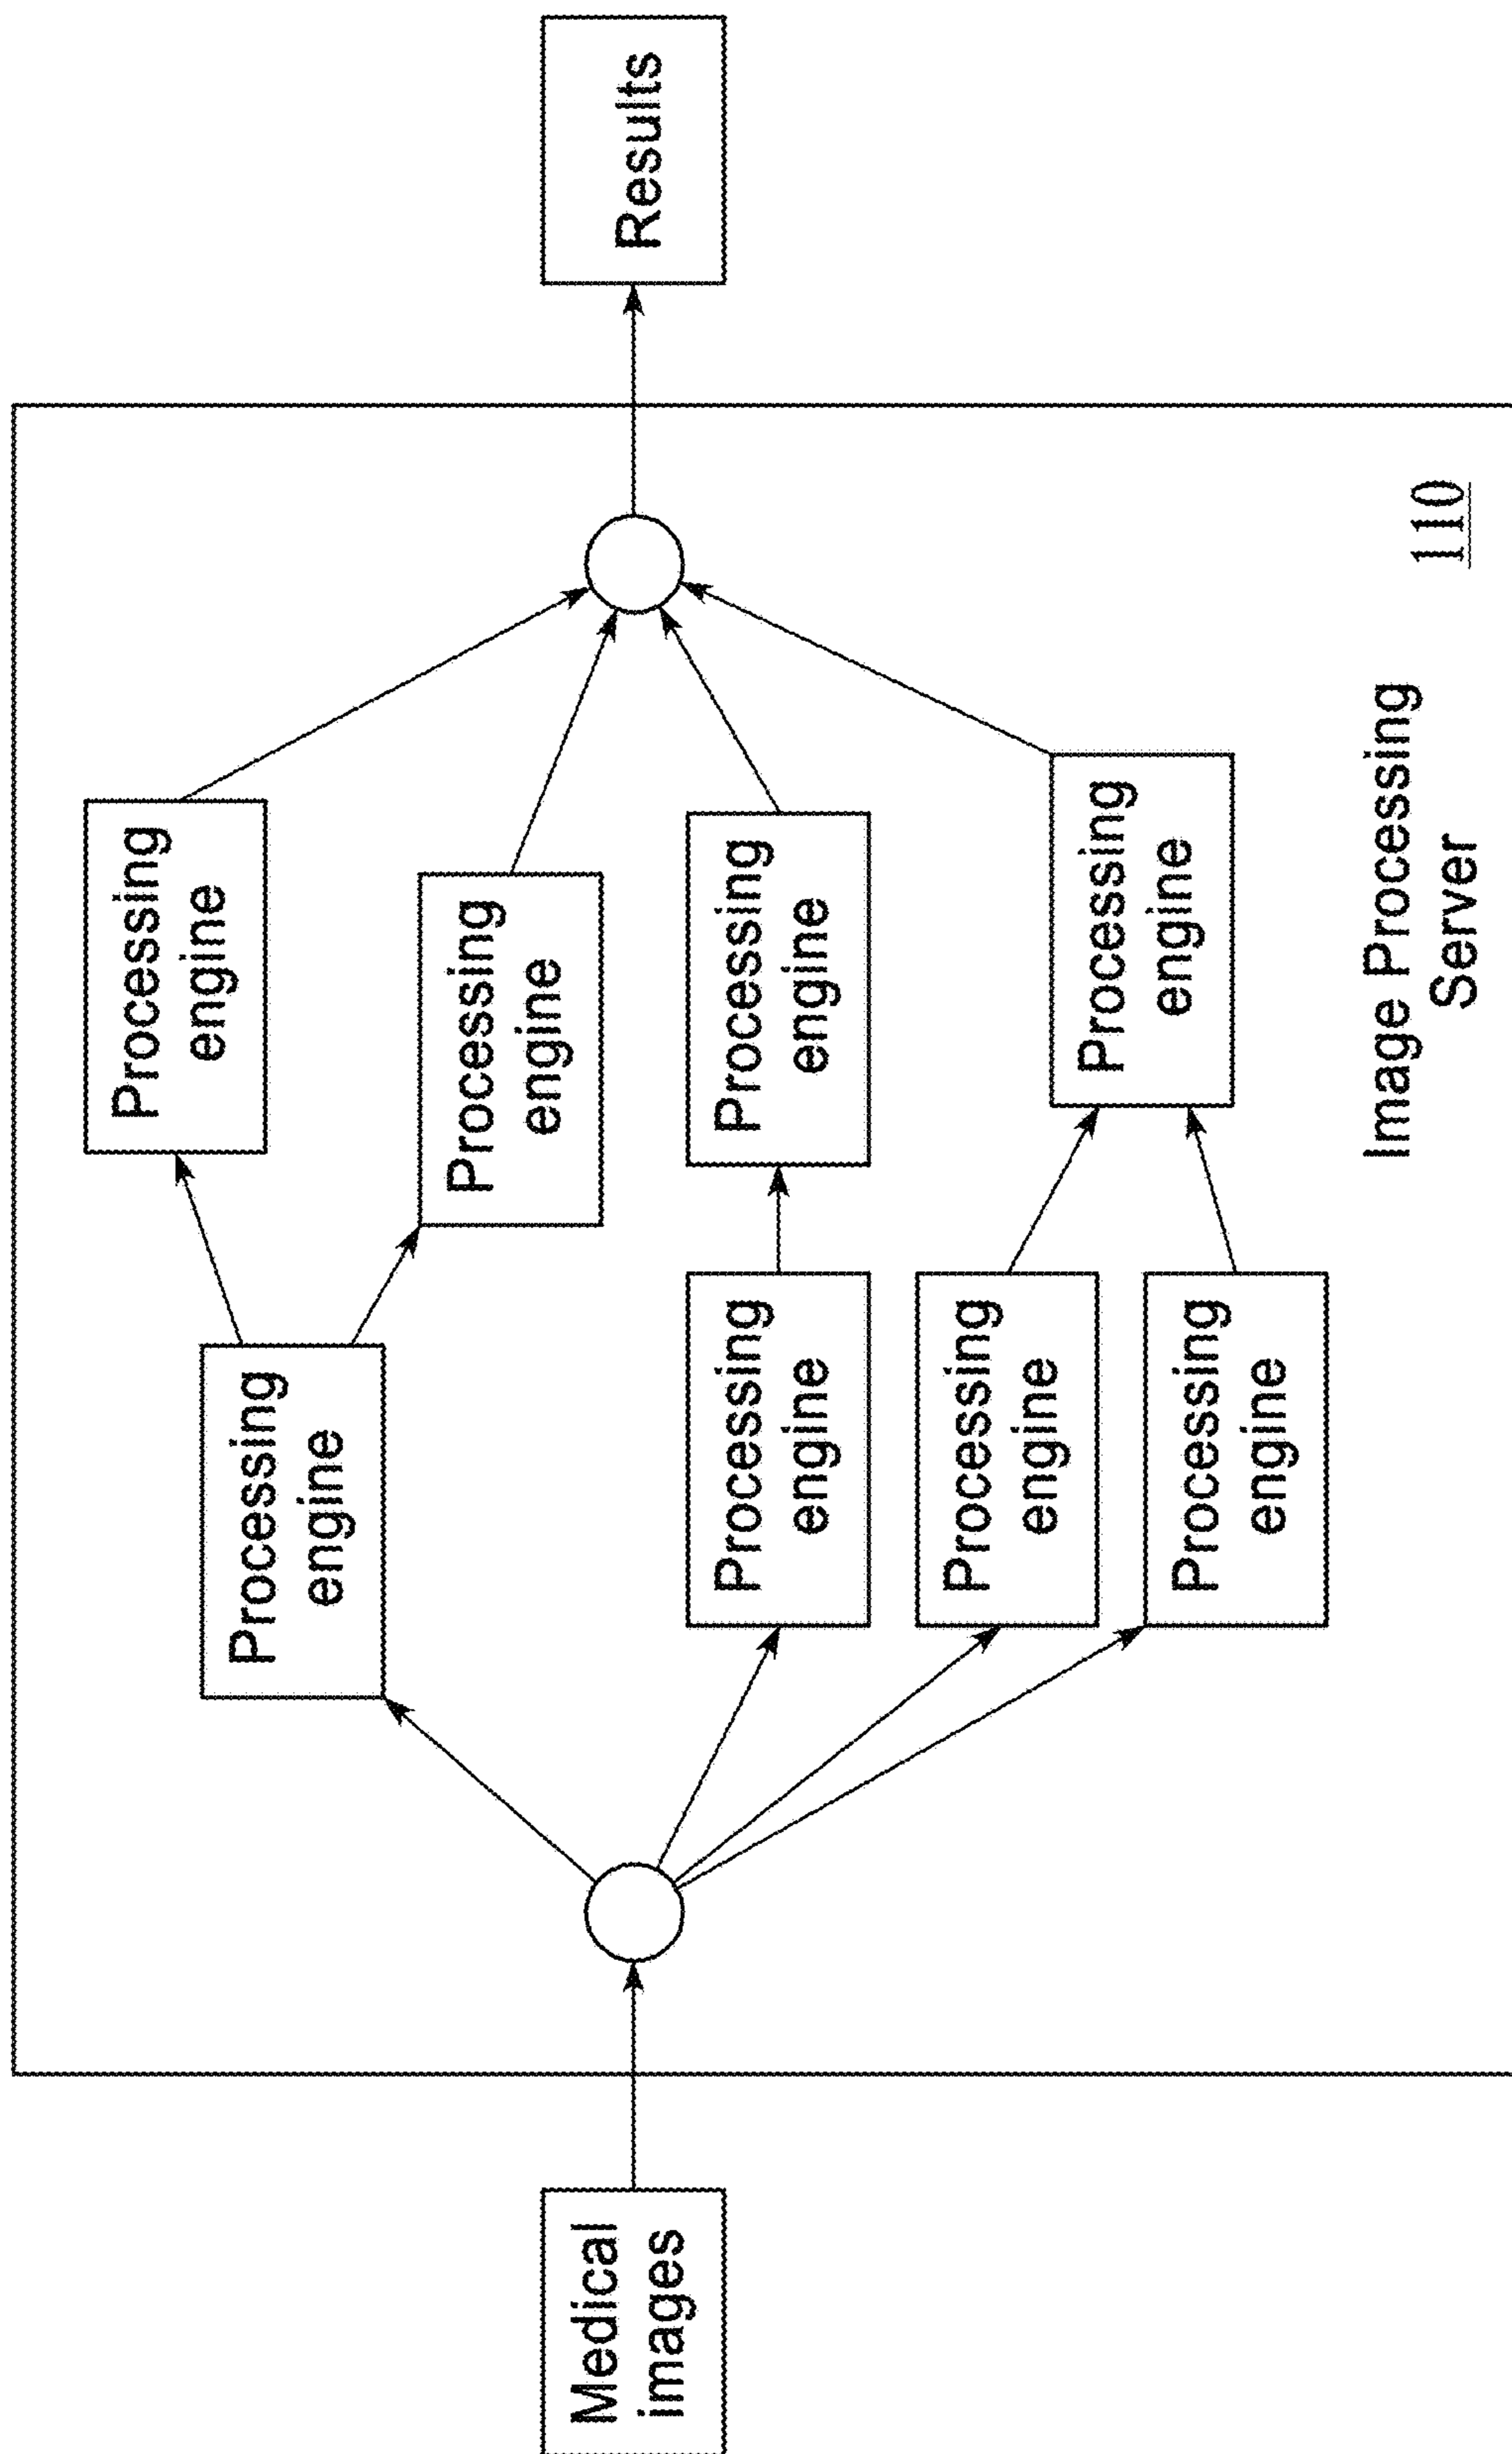 Medical
images
Processing
engine
Processing
engine
Processing
engine
Processing
engine
Processing
engine
Processing
engine
Processing
engine
Processing
engine
Image Processing
Server
110
Results